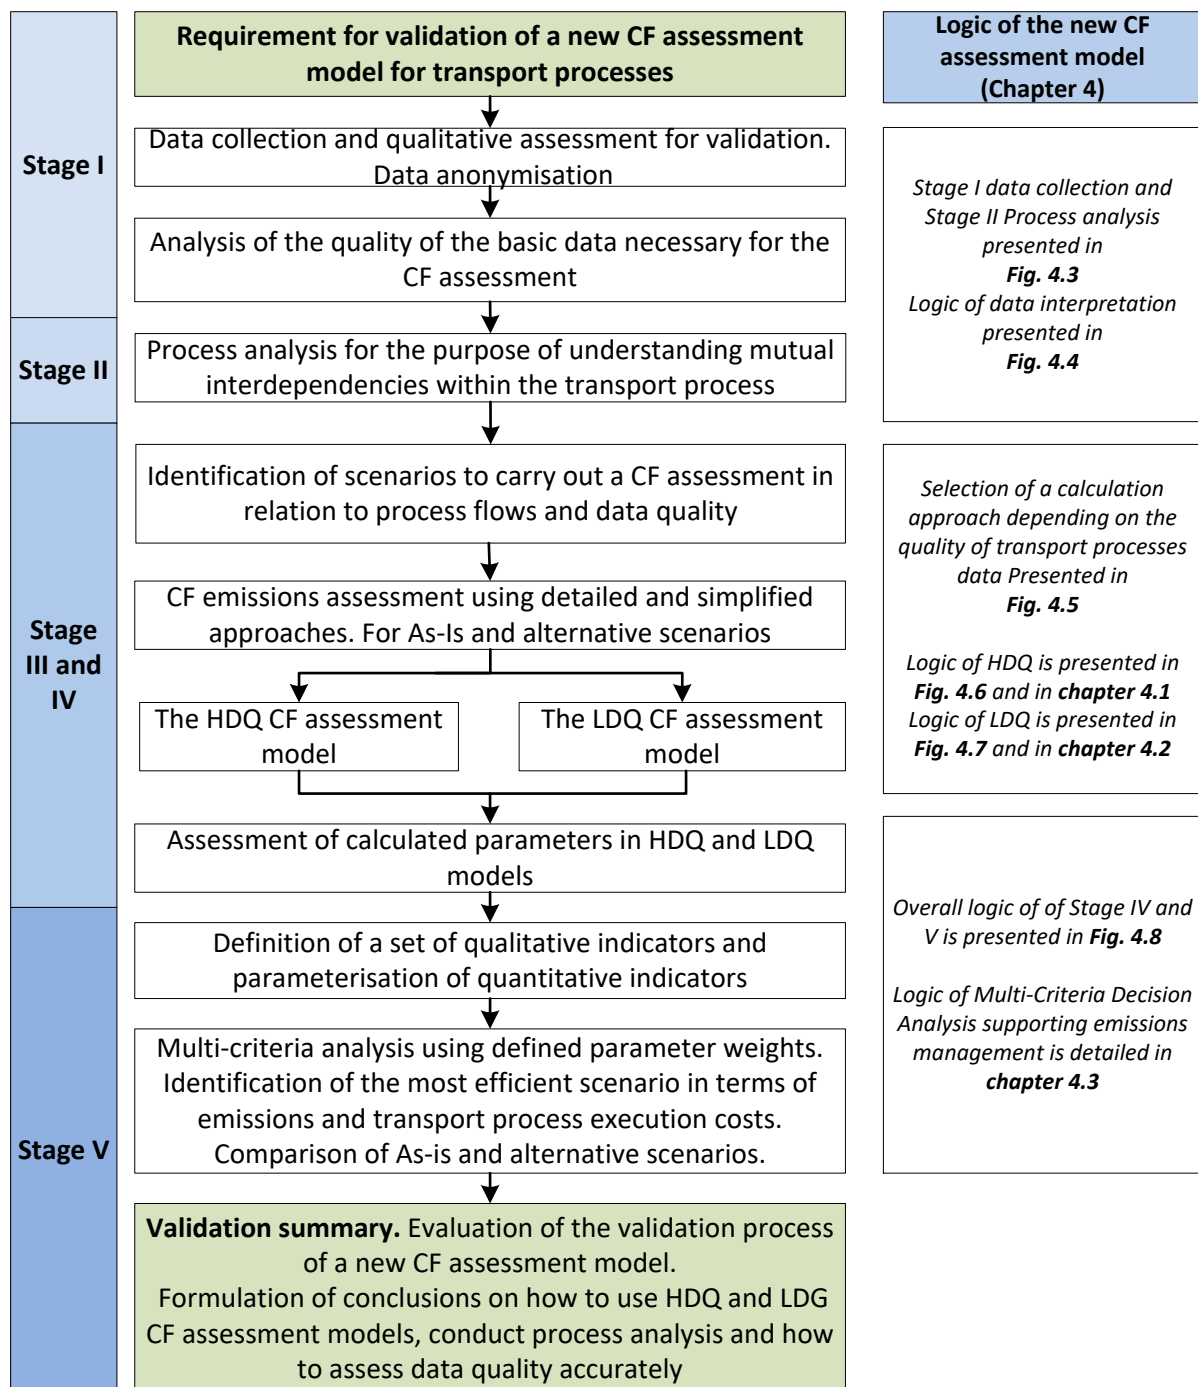 Requirement for validation of a new CF assessment
model for transport processes
Logic of the new CF
assessment model
(Chapter 4)
Stage I
Data collection and qualitative assessment for validation.
Data anonymisation
Analysis of the quality of the basic data necessary for the
CF assessment
Stage I data collection and
Stage II Process analysis
presented in
Fig. 4.3
Logic of data interpretation
presented in
Fig. 4.4
Stage II
Process analysis for the purpose of understanding mutual
interdependencies within the transport process
Stage
III and
IV
Identification of scenarios to carry out a CF assessment in
relation to process flows and data quality
CF emissions assessment using detailed and simplified
approaches. For As-Is and alternative scenarios
The HDQ CF assessment
model
The LDQ CF assessment
model
Assessment of calculated parameters in HDQ and LDQ
models
Selection of a calculation
approach depending on the
quality of transport processes
data Presented in
Fig. 4.5
Logic of HDQ is presented in
Fig. 4.6 and in chapter 4.1
Logic of LDQ is presented in
Fig. 4.7 and in chapter 4.2
Stage V
Definition of a set of qualitative indicators and
parameterisation of quantitative indicators
Multi-criteria analysis using defined parameter weights.
Identification of the most efficient scenario in terms of
emissions and transport process execution costs.
Comparison of As-is and alternative scenarios.
Overall logic of of Stage IV and
V is presented in Fig. 4.8
Logic of Multi-Criteria Decision
Analysis supporting emissions
management is detailed in
chapter 4.3
Validation summary. Evaluation of the validation process
of a new CF assessment model.
Formulation of conclusions on how to use HDQ and LDG
CF assessment models, conduct process analysis and how
to assess data quality accurately